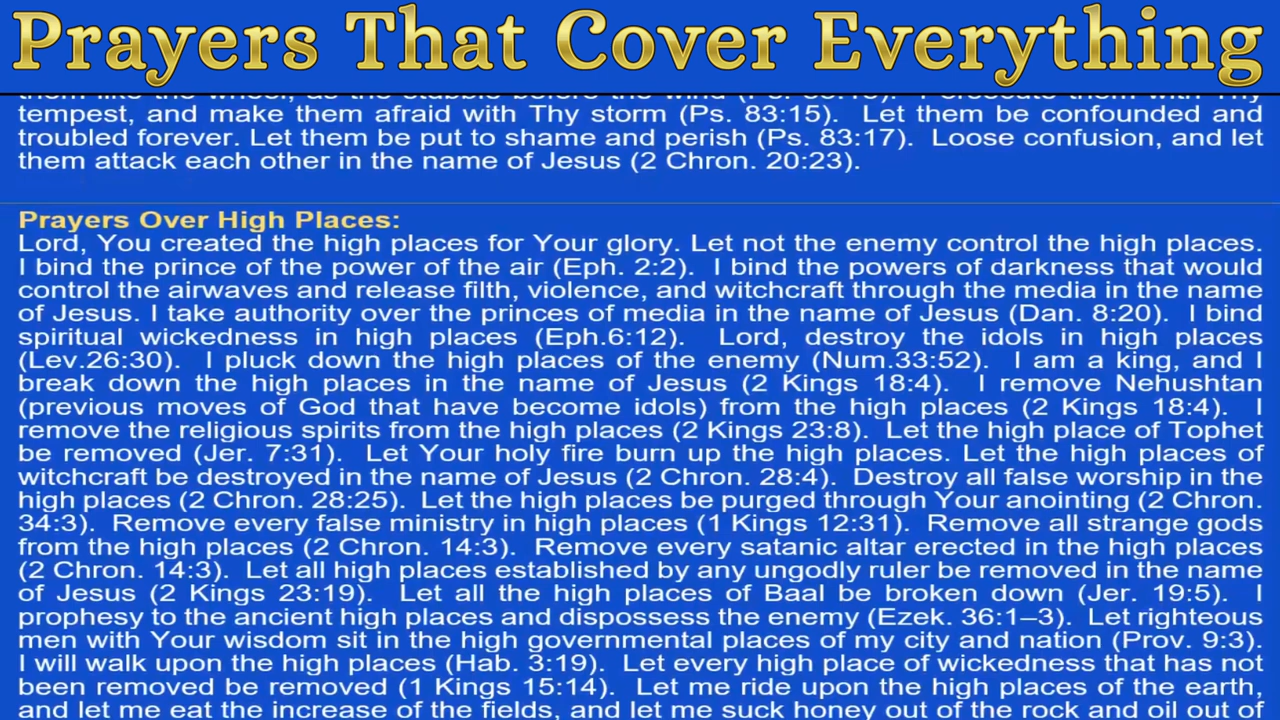 Prayers That Cover Everything
tempest, and make them afraid with Thy storm (Ps. 83:15). Let them be confounded and
troubled forever. Let them be put to shame and perish (Ps. 83:17). Loose confusion, and let
them attack each other in the name of Jesus (2 Chron. 20:23).
Prayers Over High Places:
Lord, You created the high places for Your glory. Let not the enemy control the high places.
I bind the prince of the power of the air (Eph. 2:2). I bind the powers of darkness that would
control the airwaves and release filth, violence, and witchcraft through the media in the name
of Jesus. I take authority over the princes of media in the name of Jesus (Dan. 8:20). I bind
spiritual wickedness in high places (Eph.6:12). Lord, destroy the idols in high places
(Lev.26:30). I pluck down the high places of the enemy (Num.33:52). I am a king, and I
break down the high places in the name of Jesus (2 Kings 18:4). I remove Nehushtan
(previous moves of God that have become idols) from the high places (2 Kings 18:4). I
remove the religious spirits from the high places (2 Kings 23:8). Let the high place of Tophet
be removed (Jer. 7:31). Let Your holy fire burn up the high places. Let the high places of
witchcraft be destroyed in the name of Jesus (2 Chron. 28:4). Destroy all false worship in the
high places (2 Chron. 28:25). Let the high places be purged through Your anointing (2 Chron.
34:3). Remove every false ministry in high places (1 Kings 12:31). Remove all strange gods
from the high places (2 Chron. 14:3). Remove every satanic altar erected in the high places
(2 Chron. 14:3). Let all high places established by any ungodly ruler be removed in the name
of Jesus (2 Kings 23:19). Let all the high places of Baal be broken down (Jer. 19:5). I
prophesy to the ancient high places and dispossess the enemy (Ezek. 36:1–3). Let righteous
men with Your wisdom sit in the high governmental places of my city and nation (Prov. 9:3).
I will walk upon the high places (Hab. 3:19). Let every high place of wickedness that has not
been removed be removed (1 Kings 15:14). Let me ride upon the high places of the earth,
and let me eat the increase of the fields, and let me suck honey out of the rock and oil out of